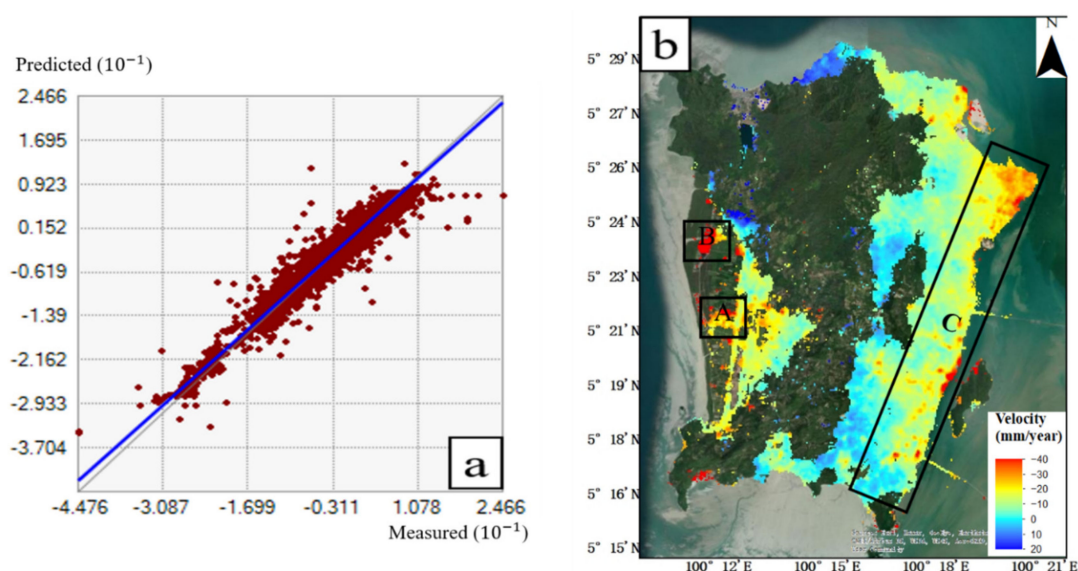 Predicted (10⁻¹)
2.466
1.695
0.923
0.152
-0.619
-1.39
-2.162
-2.933
-3.704
a
-4.476 -3.087 -1.699 -0.311 1.078 2.466
Measured (10⁻¹)
b
N
5° 29′ N
5° 27′ N
5° 26′ N
5° 24′ N
5° 23′ N
5° 21′ N
5° 19′ N
5° 18′ N
5° 16′ N
5° 15′ N
B
A
C
Velocity
(mm/year)
-40
-30
-20
-10
0
10
20
100° 12′ E 100° 15′ E 100° 18′ E 100° 21′ E